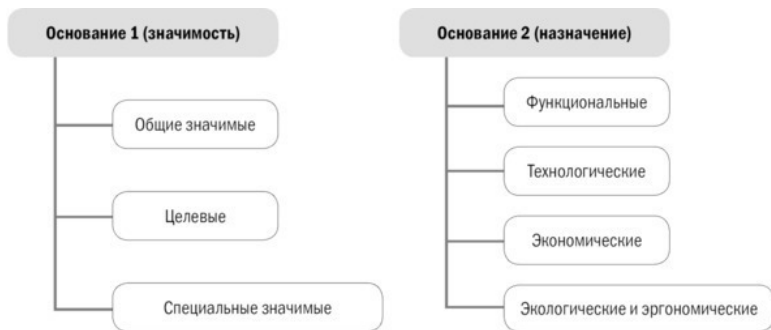 Основание 1 (значимость)
Общие значимые
Целевые
Специальные значимые
Основание 2 (назначение)
Функциональные
Технологические
Экономические
Экологические и эргономические